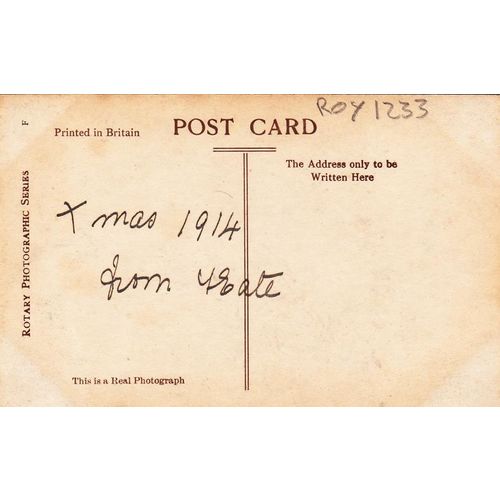 ROY 1233
F
Printed in Britain
POST CARD
The Address only to be
Written Here
ROTARY PHOTOGRAPHIC SERIES
Xmas 1914
from
This is a Real Photograph